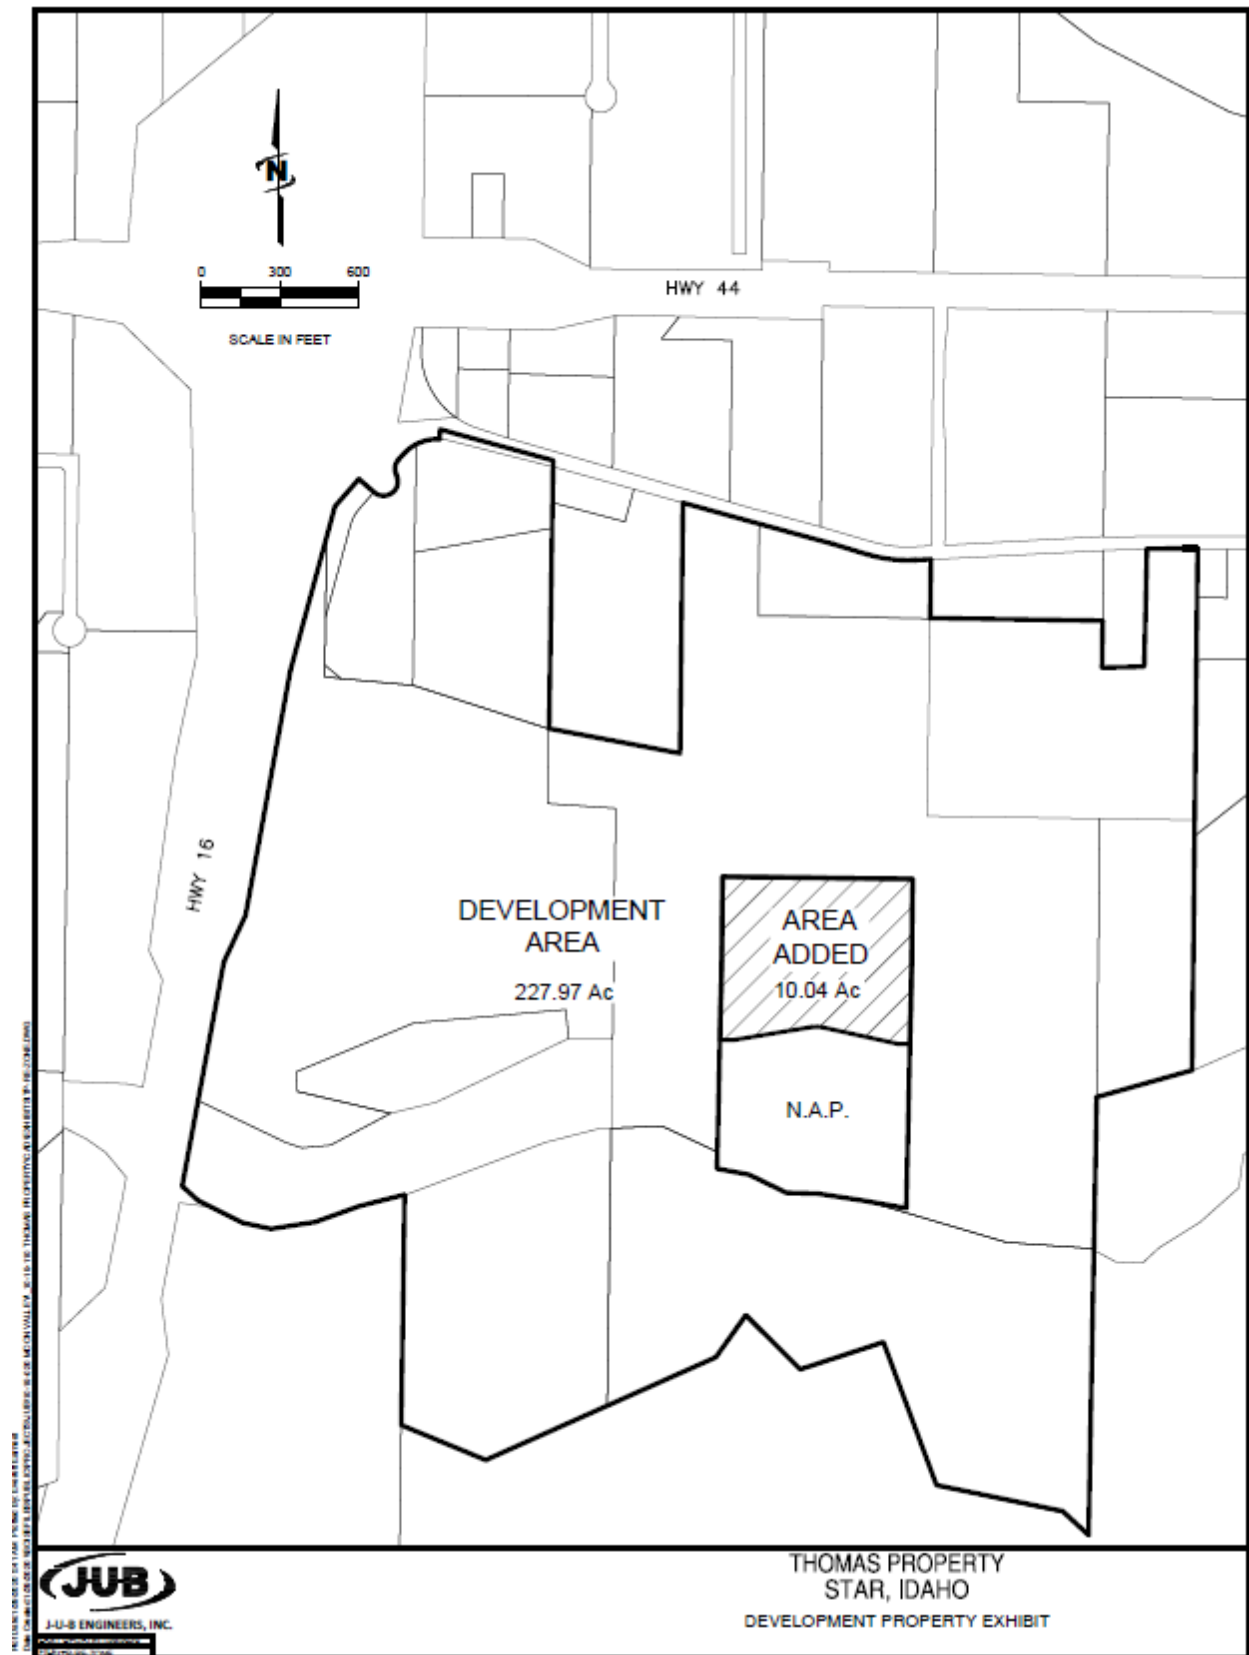 N
0 300 600
SCALE IN FEET
HWY 44
HWY 16
DEVELOPMENT
AREA
227.97 Ac
AREA
ADDED
10.04 Ac
N.A.P.
JUB
J-U-B ENGINEERS, INC.
THOMAS PROPERTY
STAR, IDAHO
DEVELOPMENT PROPERTY EXHIBIT